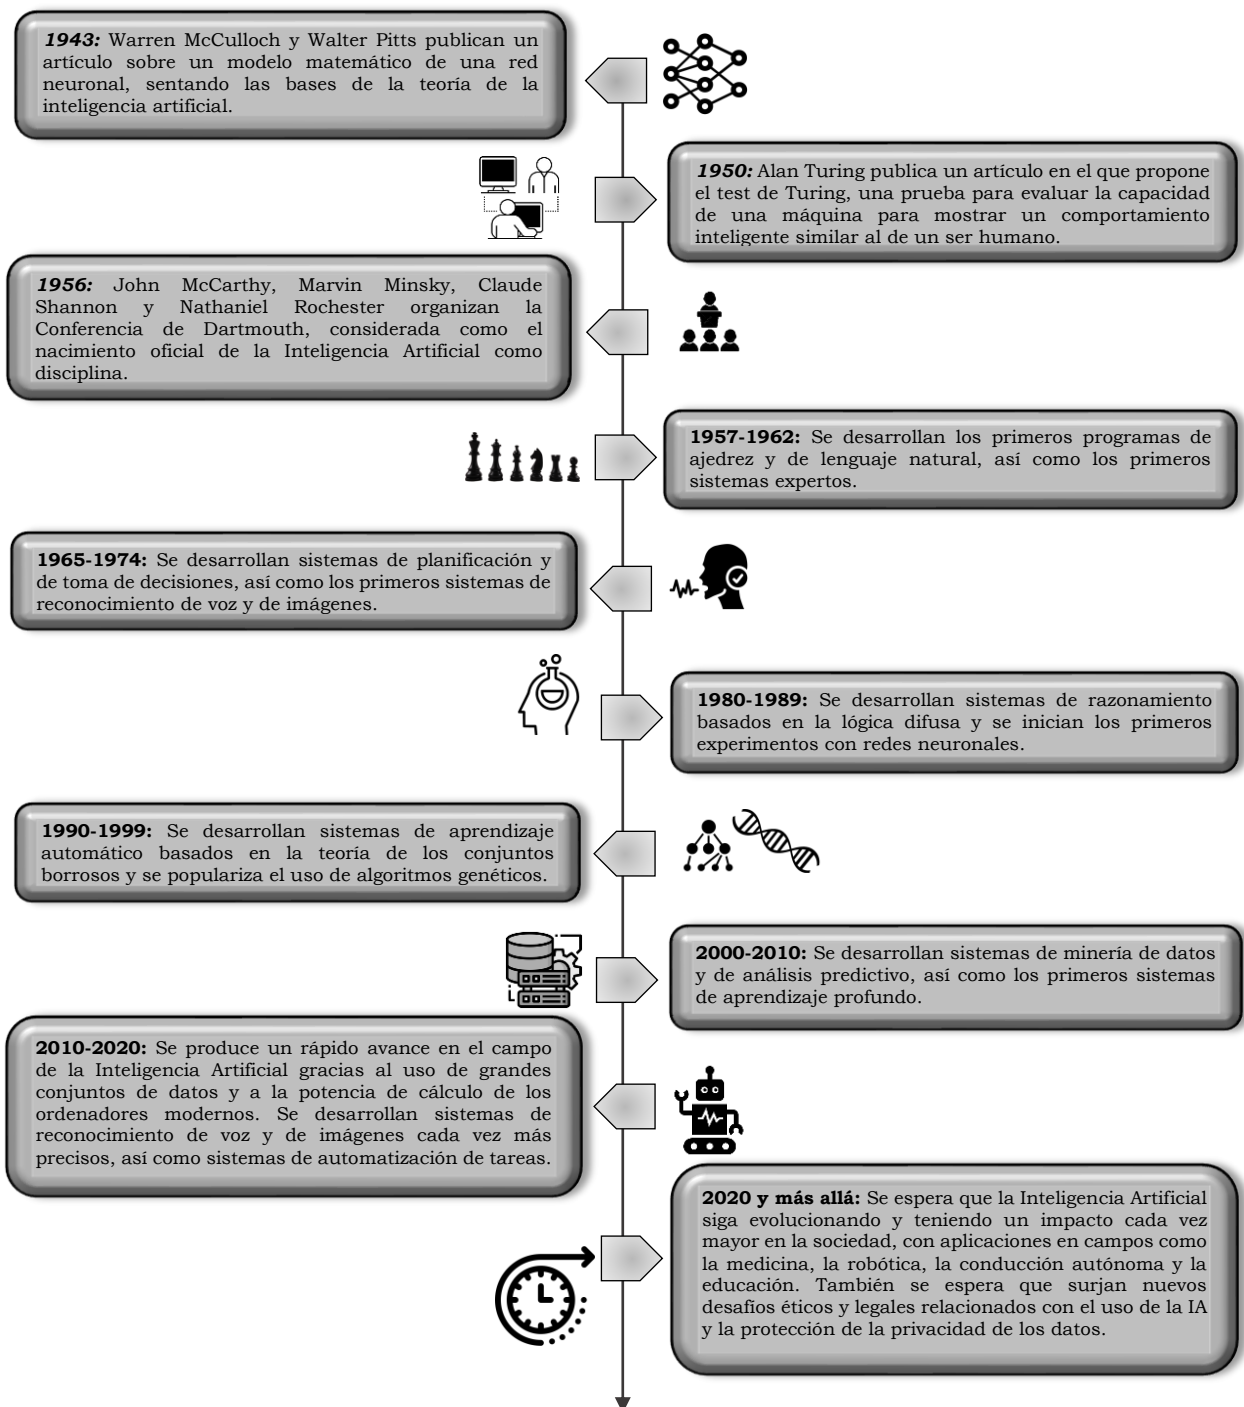 1943: Warren McCulloch y Walter Pitts publican un
artículo sobre un modelo matemático de una red
neuronal, sentando las bases de la teoría de la
inteligencia artificial.
1950: Alan Turing publica un artículo en el que propone
el test de Turing, una prueba para evaluar la capacidad
de una máquina para mostrar un comportamiento
inteligente similar al de un ser humano.
1956: John McCarthy, Marvin Minsky, Claude
Shannon y Nathaniel Rochester organizan la
Conferencia de Dartmouth, considerada como el
nacimiento oficial de la Inteligencia Artificial como
disciplina.
1957-1962: Se desarrollan los primeros programas de
ajedrez y de lenguaje natural, así como los primeros
sistemas expertos.
1965-1974: Se desarrollan sistemas de planificación y
de toma de decisiones, así como los primeros sistemas de
reconocimiento de voz y de imágenes.
1980-1989: Se desarrollan sistemas de razonamiento
basados en la lógica difusa y se inician los primeros
experimentos con redes neuronales.
1990-1999: Se desarrollan sistemas de aprendizaje
automático basados en la teoría de los conjuntos
borrosos y se populariza el uso de algoritmos genéticos.
2000-2010: Se desarrollan sistemas de minería de datos
y de análisis predictivo, así como los primeros sistemas
de aprendizaje profundo.
2010-2020: Se produce un rápido avance en el campo
de la Inteligencia Artificial gracias al uso de grandes
conjuntos de datos y a la potencia de cálculo de los
ordenadores modernos. Se desarrollan sistemas de
reconocimiento de voz y de imágenes cada vez más
precisos, así como sistemas de automatización de tareas.
2020 y más allá: Se espera que la Inteligencia Artificial
siga evolucionando y teniendo un impacto cada vez
mayor en la sociedad, con aplicaciones en campos como
la medicina, la robótica, la conducción autónoma y la
educación. También se espera que surjan nuevos
desafíos éticos y legales relacionados con el uso de la IA
y la protección de la privacidad de los datos.